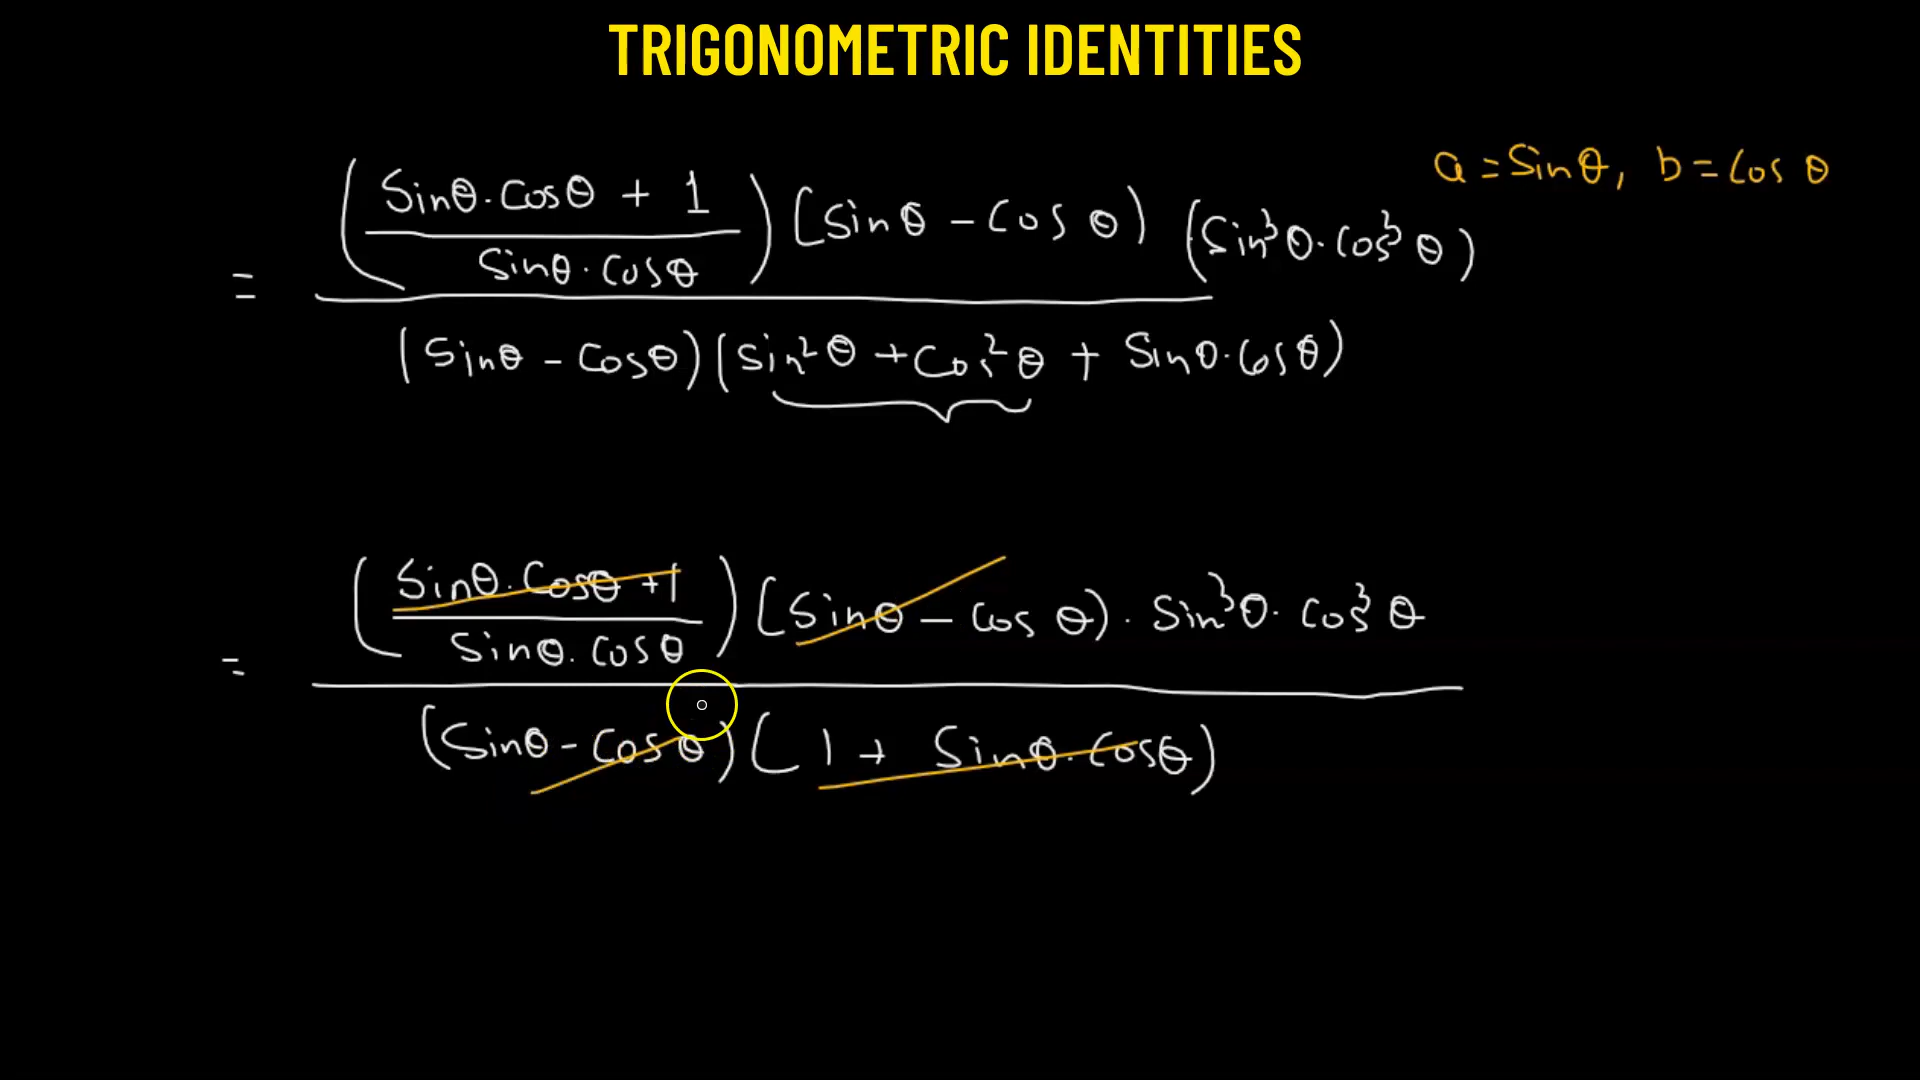 TRIGONOMETRIC IDENTITIES
a = Sinθ, b = Cos θ
= ( (Sinθ. Cosθ + 1) / (Sinθ. Cosθ) ) (Sinθ - Cos θ) (Sin³θ. Cos³θ)
(Sinθ - Cosθ) (Sin²θ + Cos²θ + Sinθ. Cosθ)
= ( (Sinθ. Cosθ +1) / (Sinθ. Cosθ) ) (Sinθ - Cos θ) . Sin³θ. Cos³θ
(Sinθ - Cosθ) ( 1 + Sinθ. Cosθ)